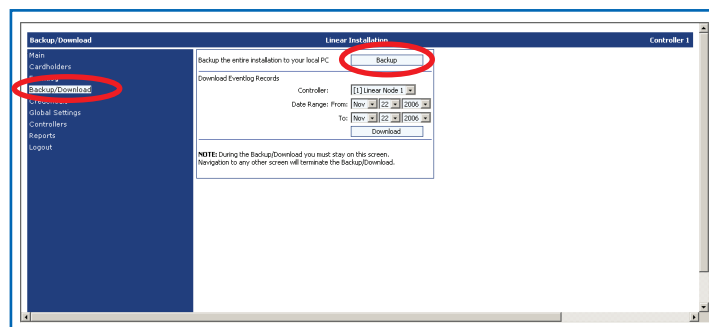 Backup/Download Linear Installation Controller 1
Main
Cardholders
Backup/Download
Global Settings
Controllers
Reports
Logout
Backup the entire installation to your local PC Backup
Download Eventlog Records
Controller: [1] Linear Node 1
Date Range: From: Nov 22 2006
To: Nov 22 2006
Download
NOTE: During the Backup/Download you must stay on this screen.
Navigation to any other screen will terminate the Backup/Download.